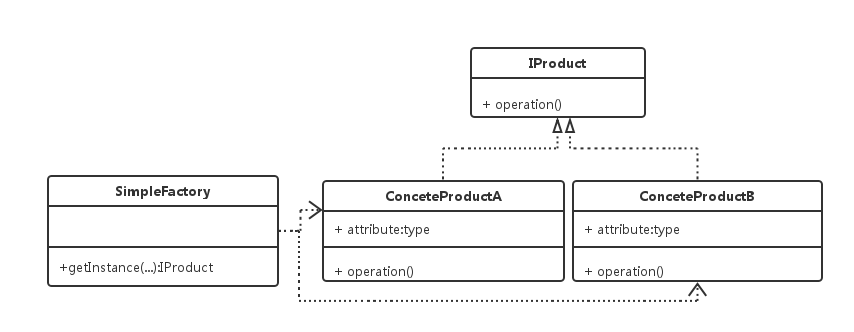 IProduct
+ operation()
SimpleFactory
+getInstance(...):IProduct
ConceteProductA
+ attribute:type
+ operation()
ConceteProductB
+ attribute:type
+ operation()